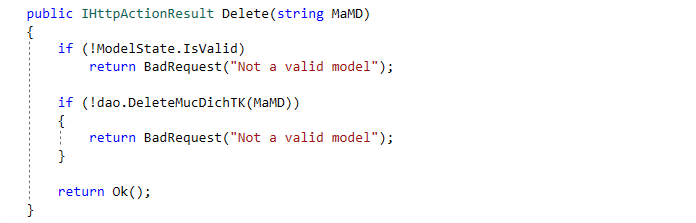 public IHttpActionResult Delete(string MaMD)
{
if (!ModelState.IsValid)
return BadRequest("Not a valid model");
if (!dao.DeleteMucDichTK(MaMD))
{
return BadRequest("Not a valid model");
}
return Ok();
}